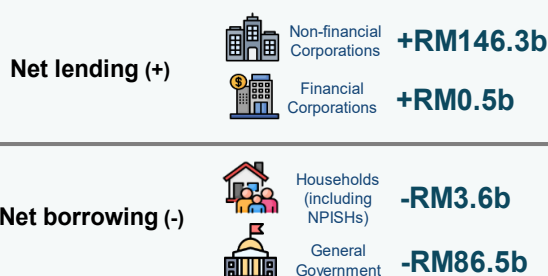 Net lending (+)
Non-financial
Corporations
+RM146.3b
Financial
Corporations
+RM0.5b
Net borrowing (-)
Households
(including
NPISHs)
-RM3.6b
General
Government
-RM86.5b